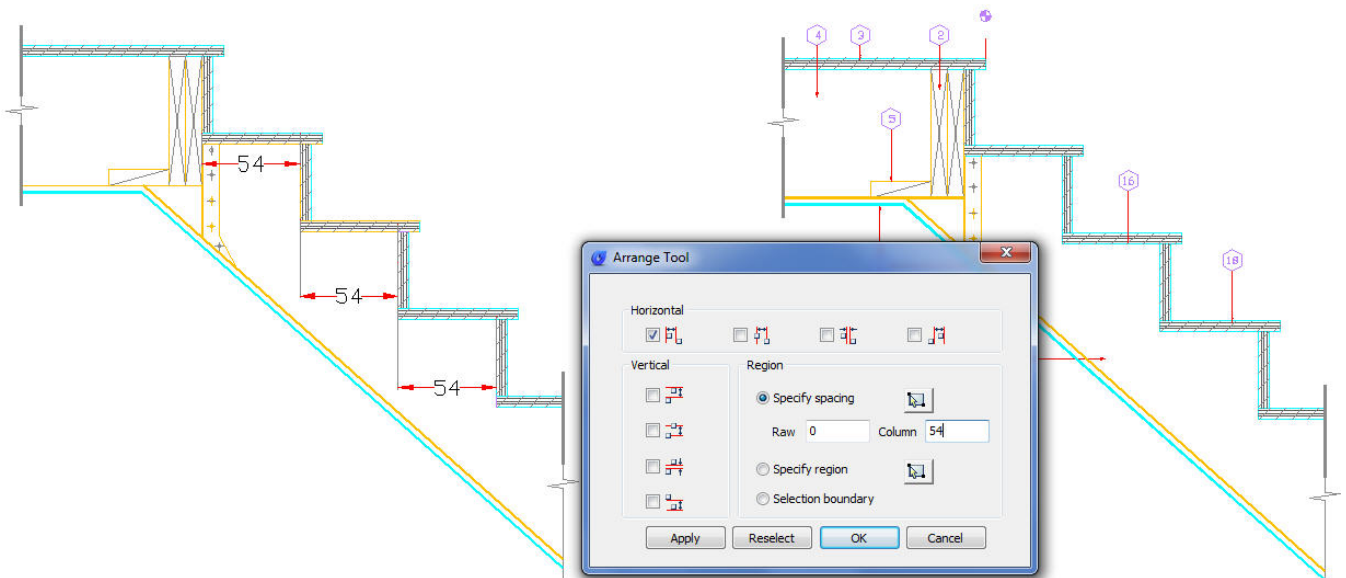 4 3 2
5
54
16
54
18
54
Arrange Tool
Horizontal
Vertical
Region
Specify spacing
Raw 0 Column 54
Specify region
Selection boundary
Apply Reselect OK Cancel